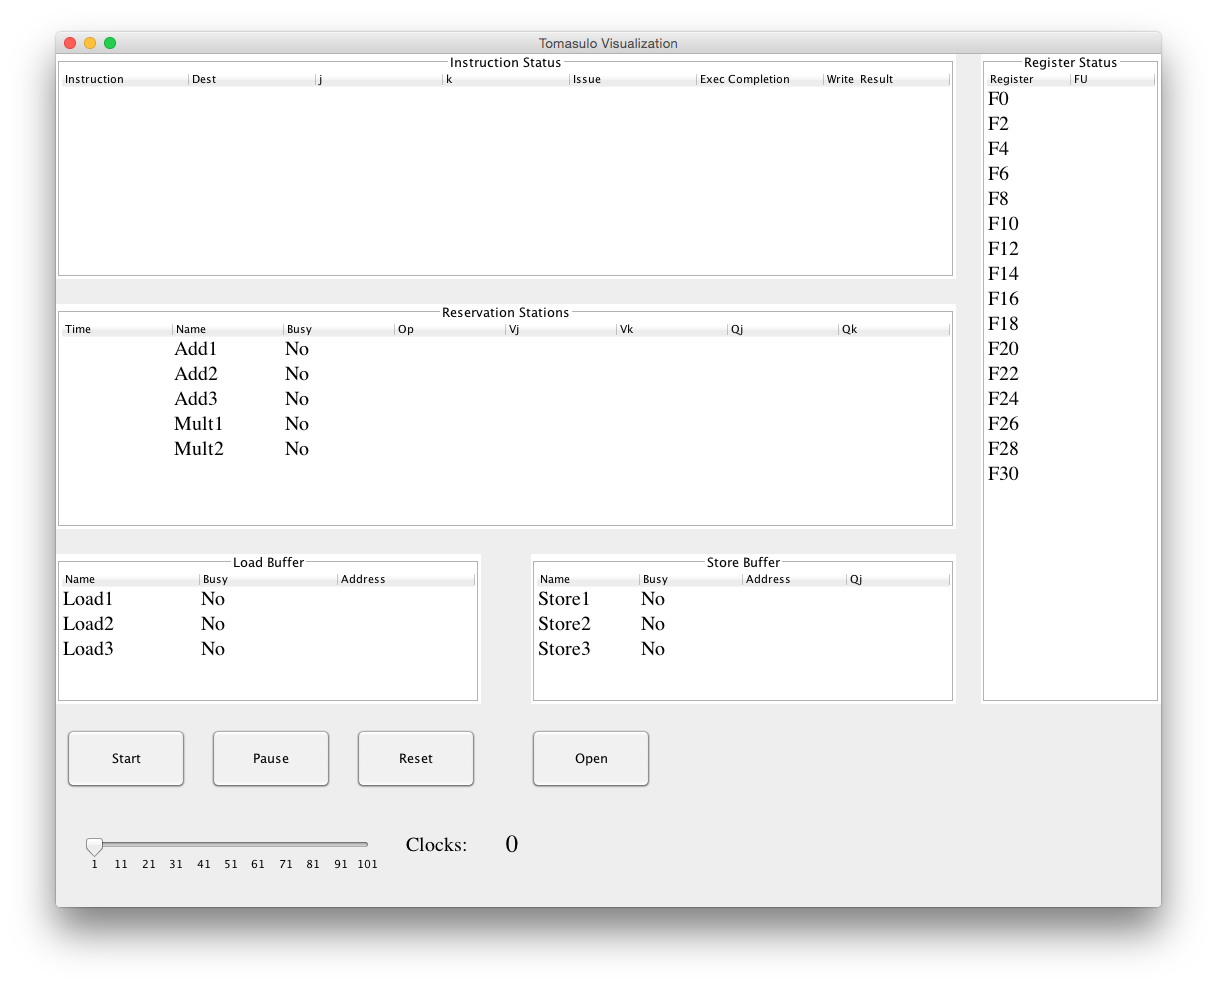 Tomasulo Visualization
Instruction Status
Instruction Dest j k Issue Exec Completion Write Result
Register Status
Register FU
F0
F2
F4
F6
F8
F10
F12
F14
F16
F18
F20
F22
F24
F26
F28
F30
Reservation Stations
Time Name Busy Op Vj Vk Qj Qk
Add1 No
Add2 No
Add3 No
Mult1 No
Mult2 No
Load Buffer
Name Busy Address
Load1 No
Load2 No
Load3 No
Store Buffer
Name Busy Address Qj
Store1 No
Store2 No
Store3 No
Start Pause Reset Open
Clocks: 0
1 11 21 31 41 51 61 71 81 91 101